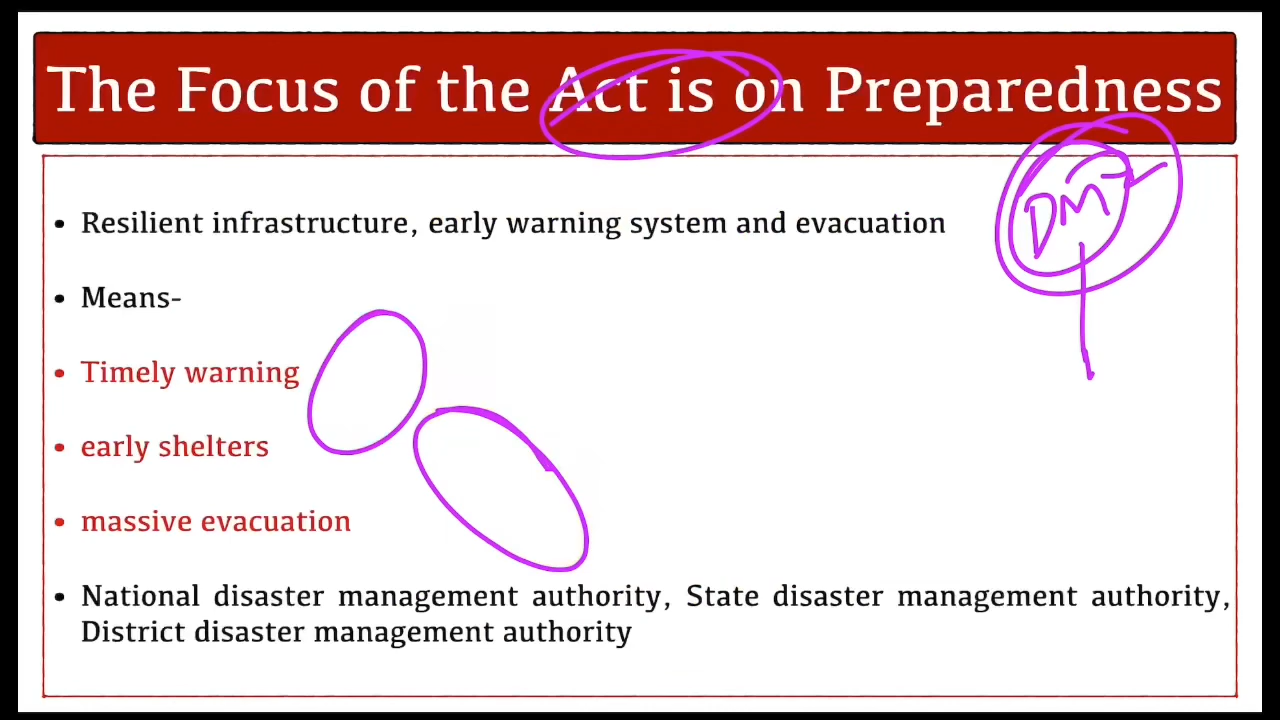 The Focus of the Act is on Preparedness
DM
• Resilient infrastructure, early warning system and evacuation
• Means-
• Timely warning
• early shelters
• massive evacuation
• National disaster management authority, State disaster management authority,
District disaster management authority